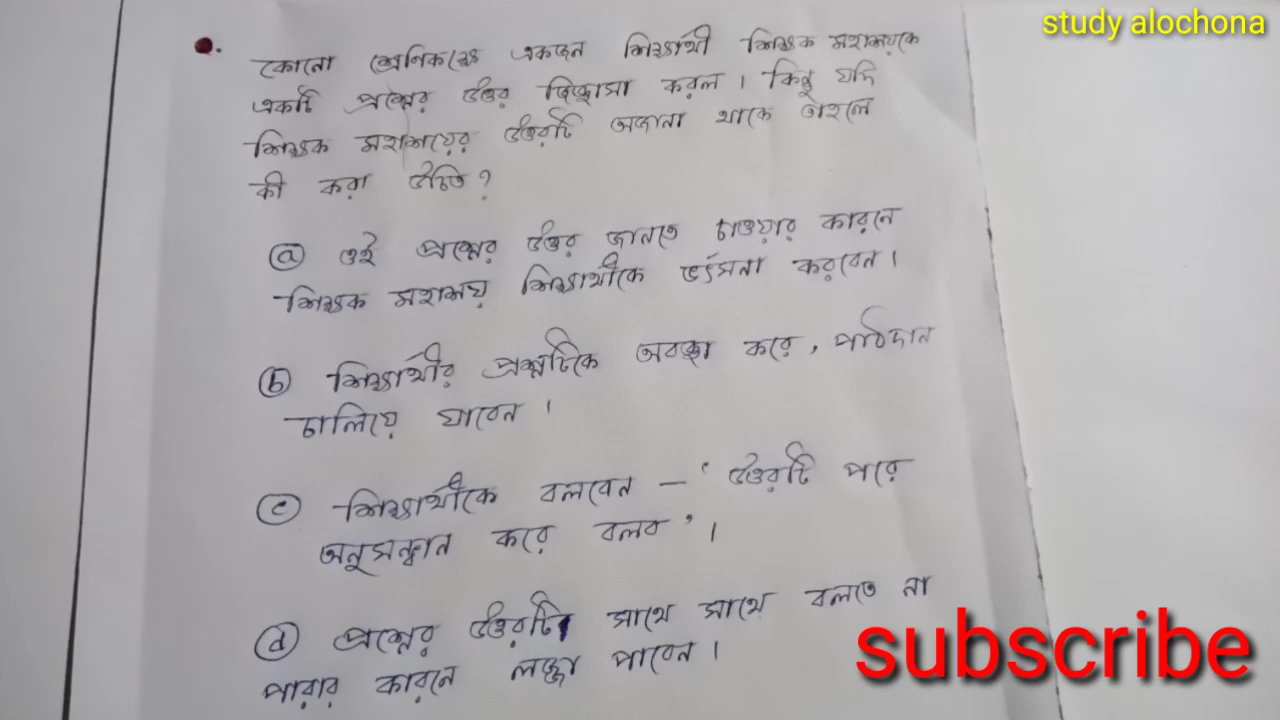 study alochona
কোনো শ্রেণিকক্ষে একজন শিক্ষার্থী শিক্ষক মহাশয়কে
একটি প্রশ্নের উত্তর জিজ্ঞাসা করল। কিন্তু যদি
শিক্ষক মহাশয়ের উত্তরটি অজানা থাকে তাহলে
কী করা উচিত?
ⓐ ওই প্রশ্নের উত্তর জানতে চাওয়ার কারনে
শিক্ষক মহাশয় শিক্ষার্থীকে ভর্ৎসনা করবেন।
ⓑ শিক্ষার্থীর প্রশ্নটিকে অবজ্ঞা করে, পাঠদান
চালিয়ে যাবেন।
ⓒ শিক্ষার্থীকে বলবেন – 'উত্তরটি পরে
অনুসন্ধান করে বলব'।
ⓓ প্রশ্নের উত্তরটি সাথে সাথে বলতে না
পারার কারনে লজ্জা পাবেন।
subscribe